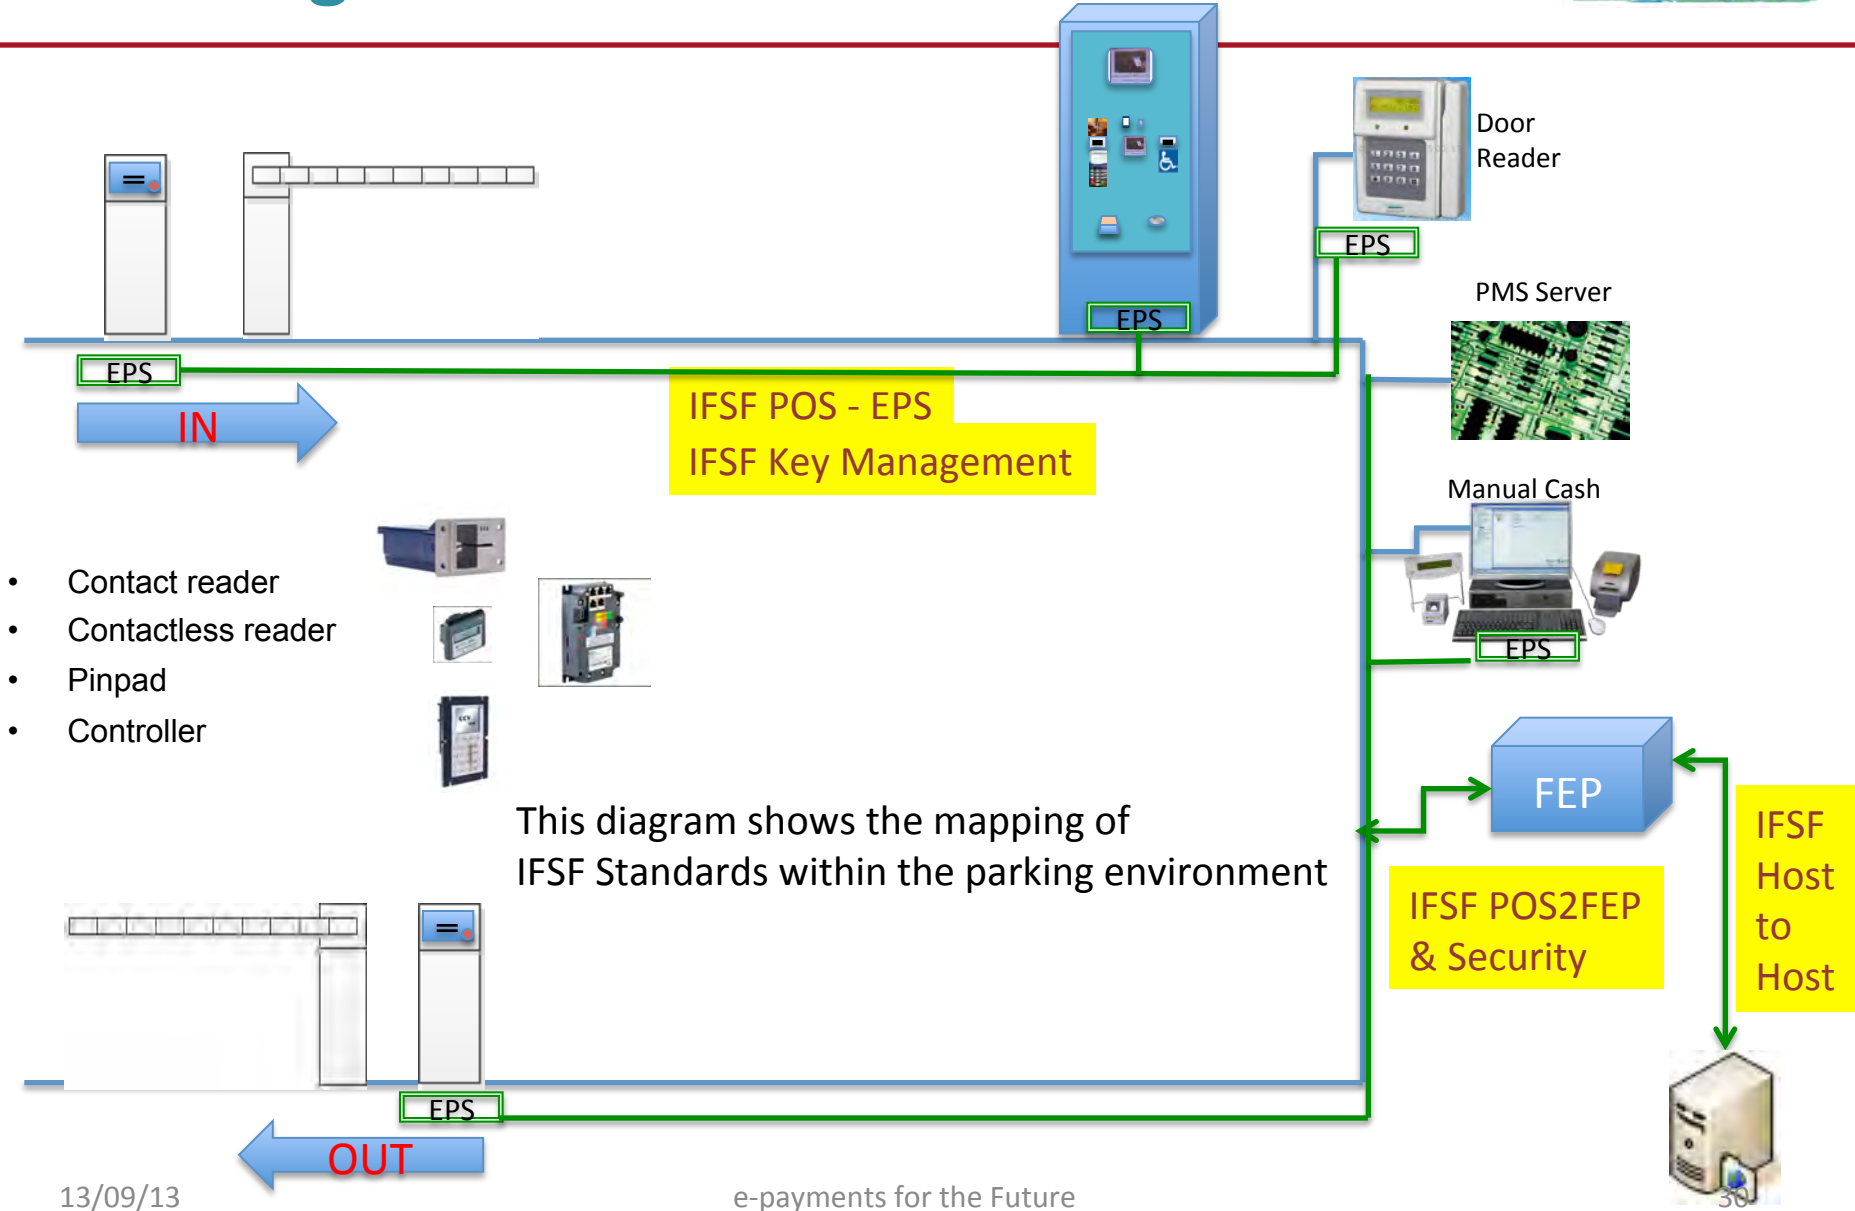 Door
Reader
EPS
PMS Server
EPS
EPS
IN
IFSF POS - EPS
IFSF Key Management
Manual Cash
• Contact reader
• Contactless reader
• Pinpad
• Controller
EPS
FEP
This diagram shows the mapping of
IFSF Standards within the parking environment
IFSF
Host
to
Host
IFSF POS2FEP
& Security
EPS
OUT
13/09/13
e-payments for the Future
30